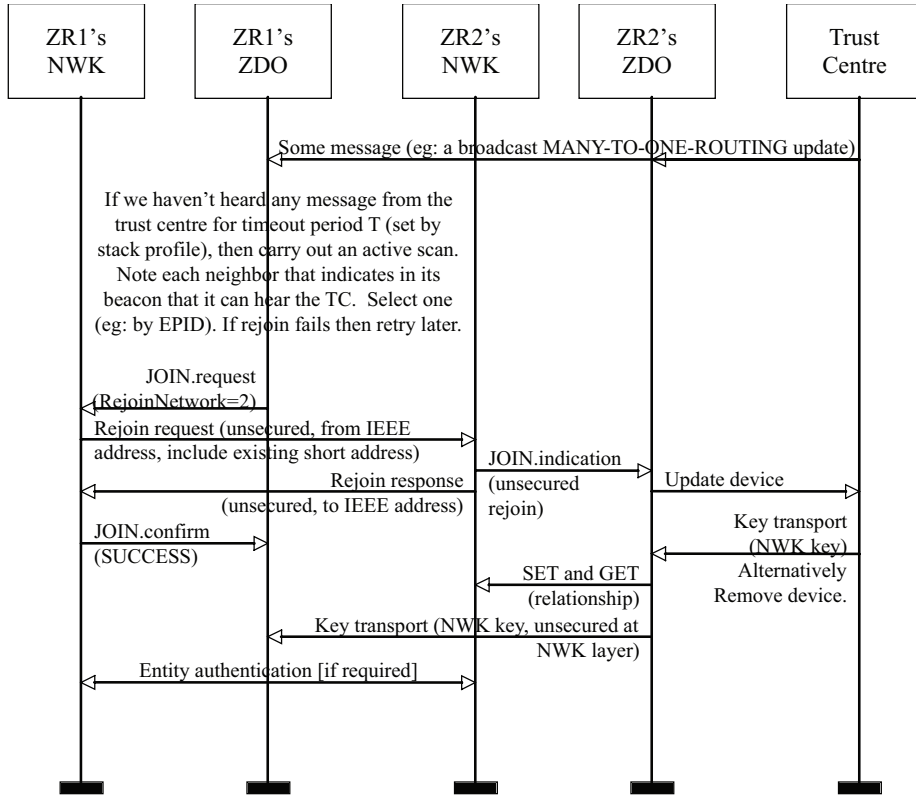 ZR1's
NWK
ZR1's
ZDO
ZR2's
NWK
ZR2's
ZDO
Trust
Centre
Some message (eg: a broadcast MANY-TO-ONE-ROUTING update)
If we haven't heard any message from the
trust centre for timeout period T (set by
stack profile), then carry out an active scan.
Note each neighbor that indicates in its
beacon that it can hear the TC. Select one
(eg: by EPID). If rejoin fails then retry later.
JOIN.request
(RejoinNetwork=2)
Rejoin request (unsecured, from IEEE
address, include existing short address)
JOIN.indication
(unsecured
rejoin)
Rejoin response
(unsecured, to IEEE address)
Update device
JOIN.confirm
(SUCCESS)
Key transport
(NWK key)
Alternatively
Remove device.
SET and GET
(relationship)
Key transport (NWK key, unsecured at
NWK layer)
Entity authentication [if required]